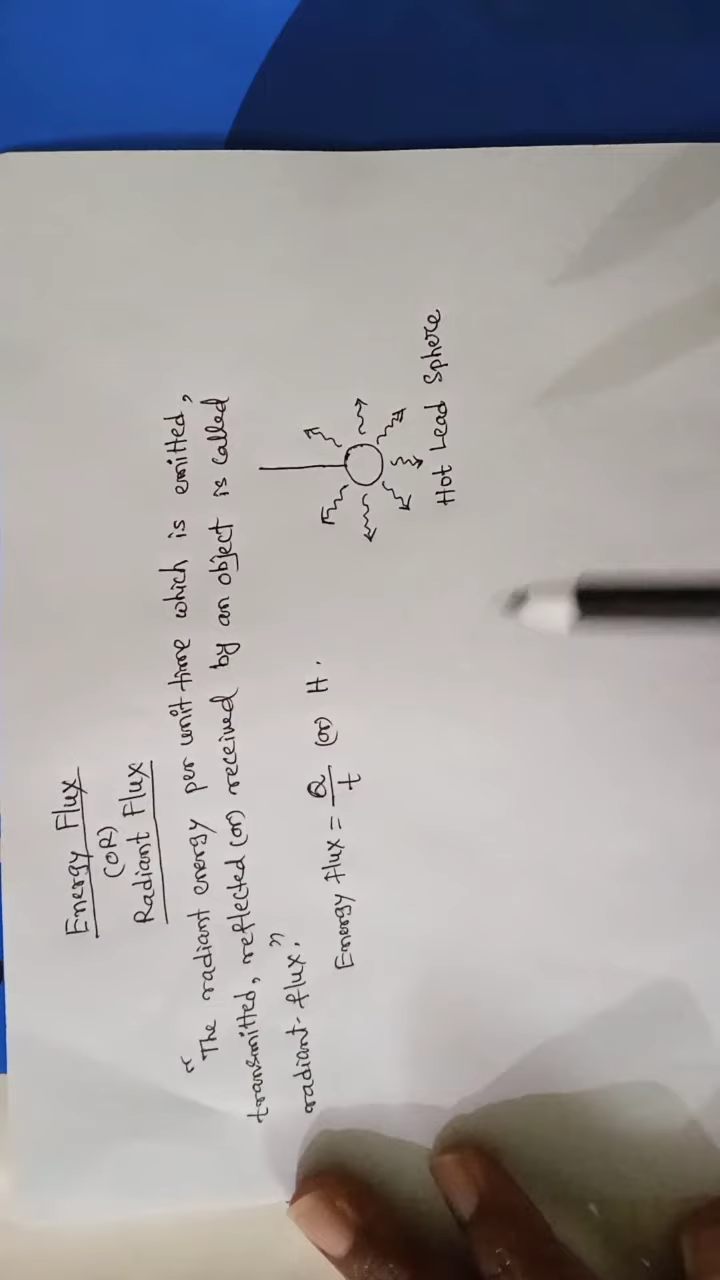 Energy Flux
(OR)
Radiant Flux
"The radiant energy per unit time which is emitted,
transmitted, reflected (or) received by an object is called
radiant flux."
Energy flux = Q/t (or) H.
Hot Lead Sphere